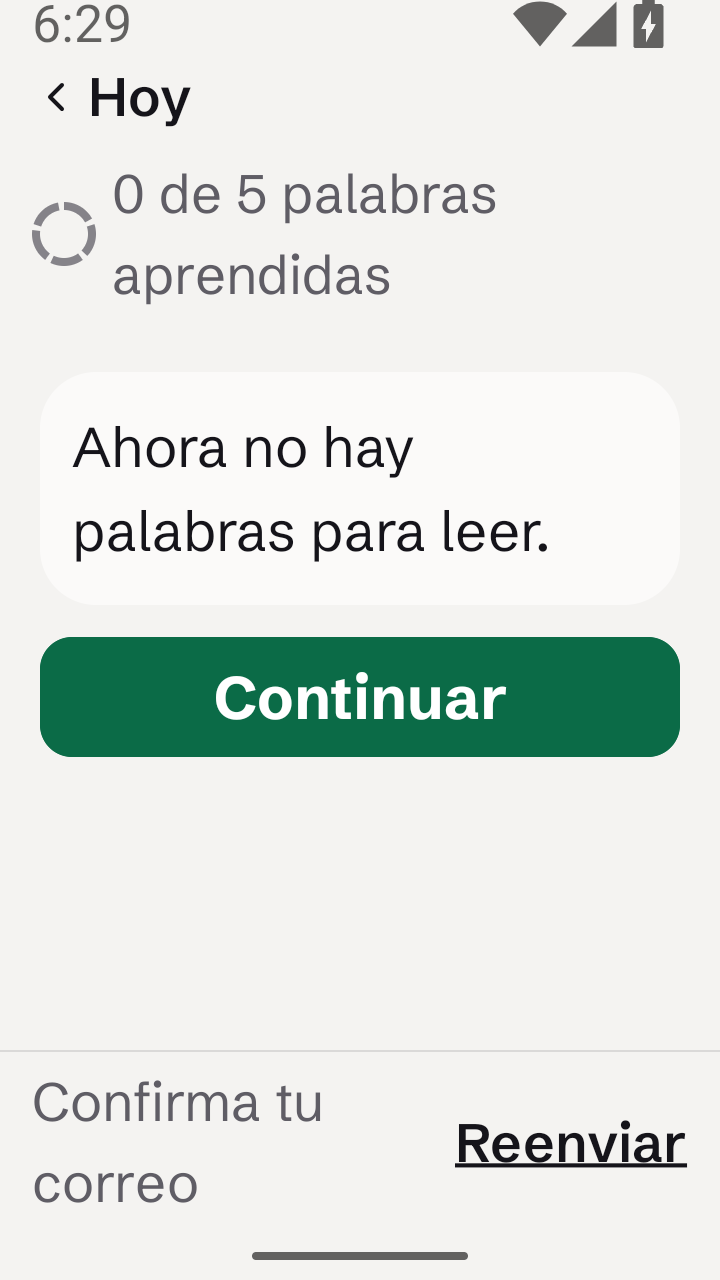 6:29
Hoy
0 de 5 palabras
aprendidas
Ahora no hay
palabras para leer.
Continuar
Confirma tu
correo
Reenviar